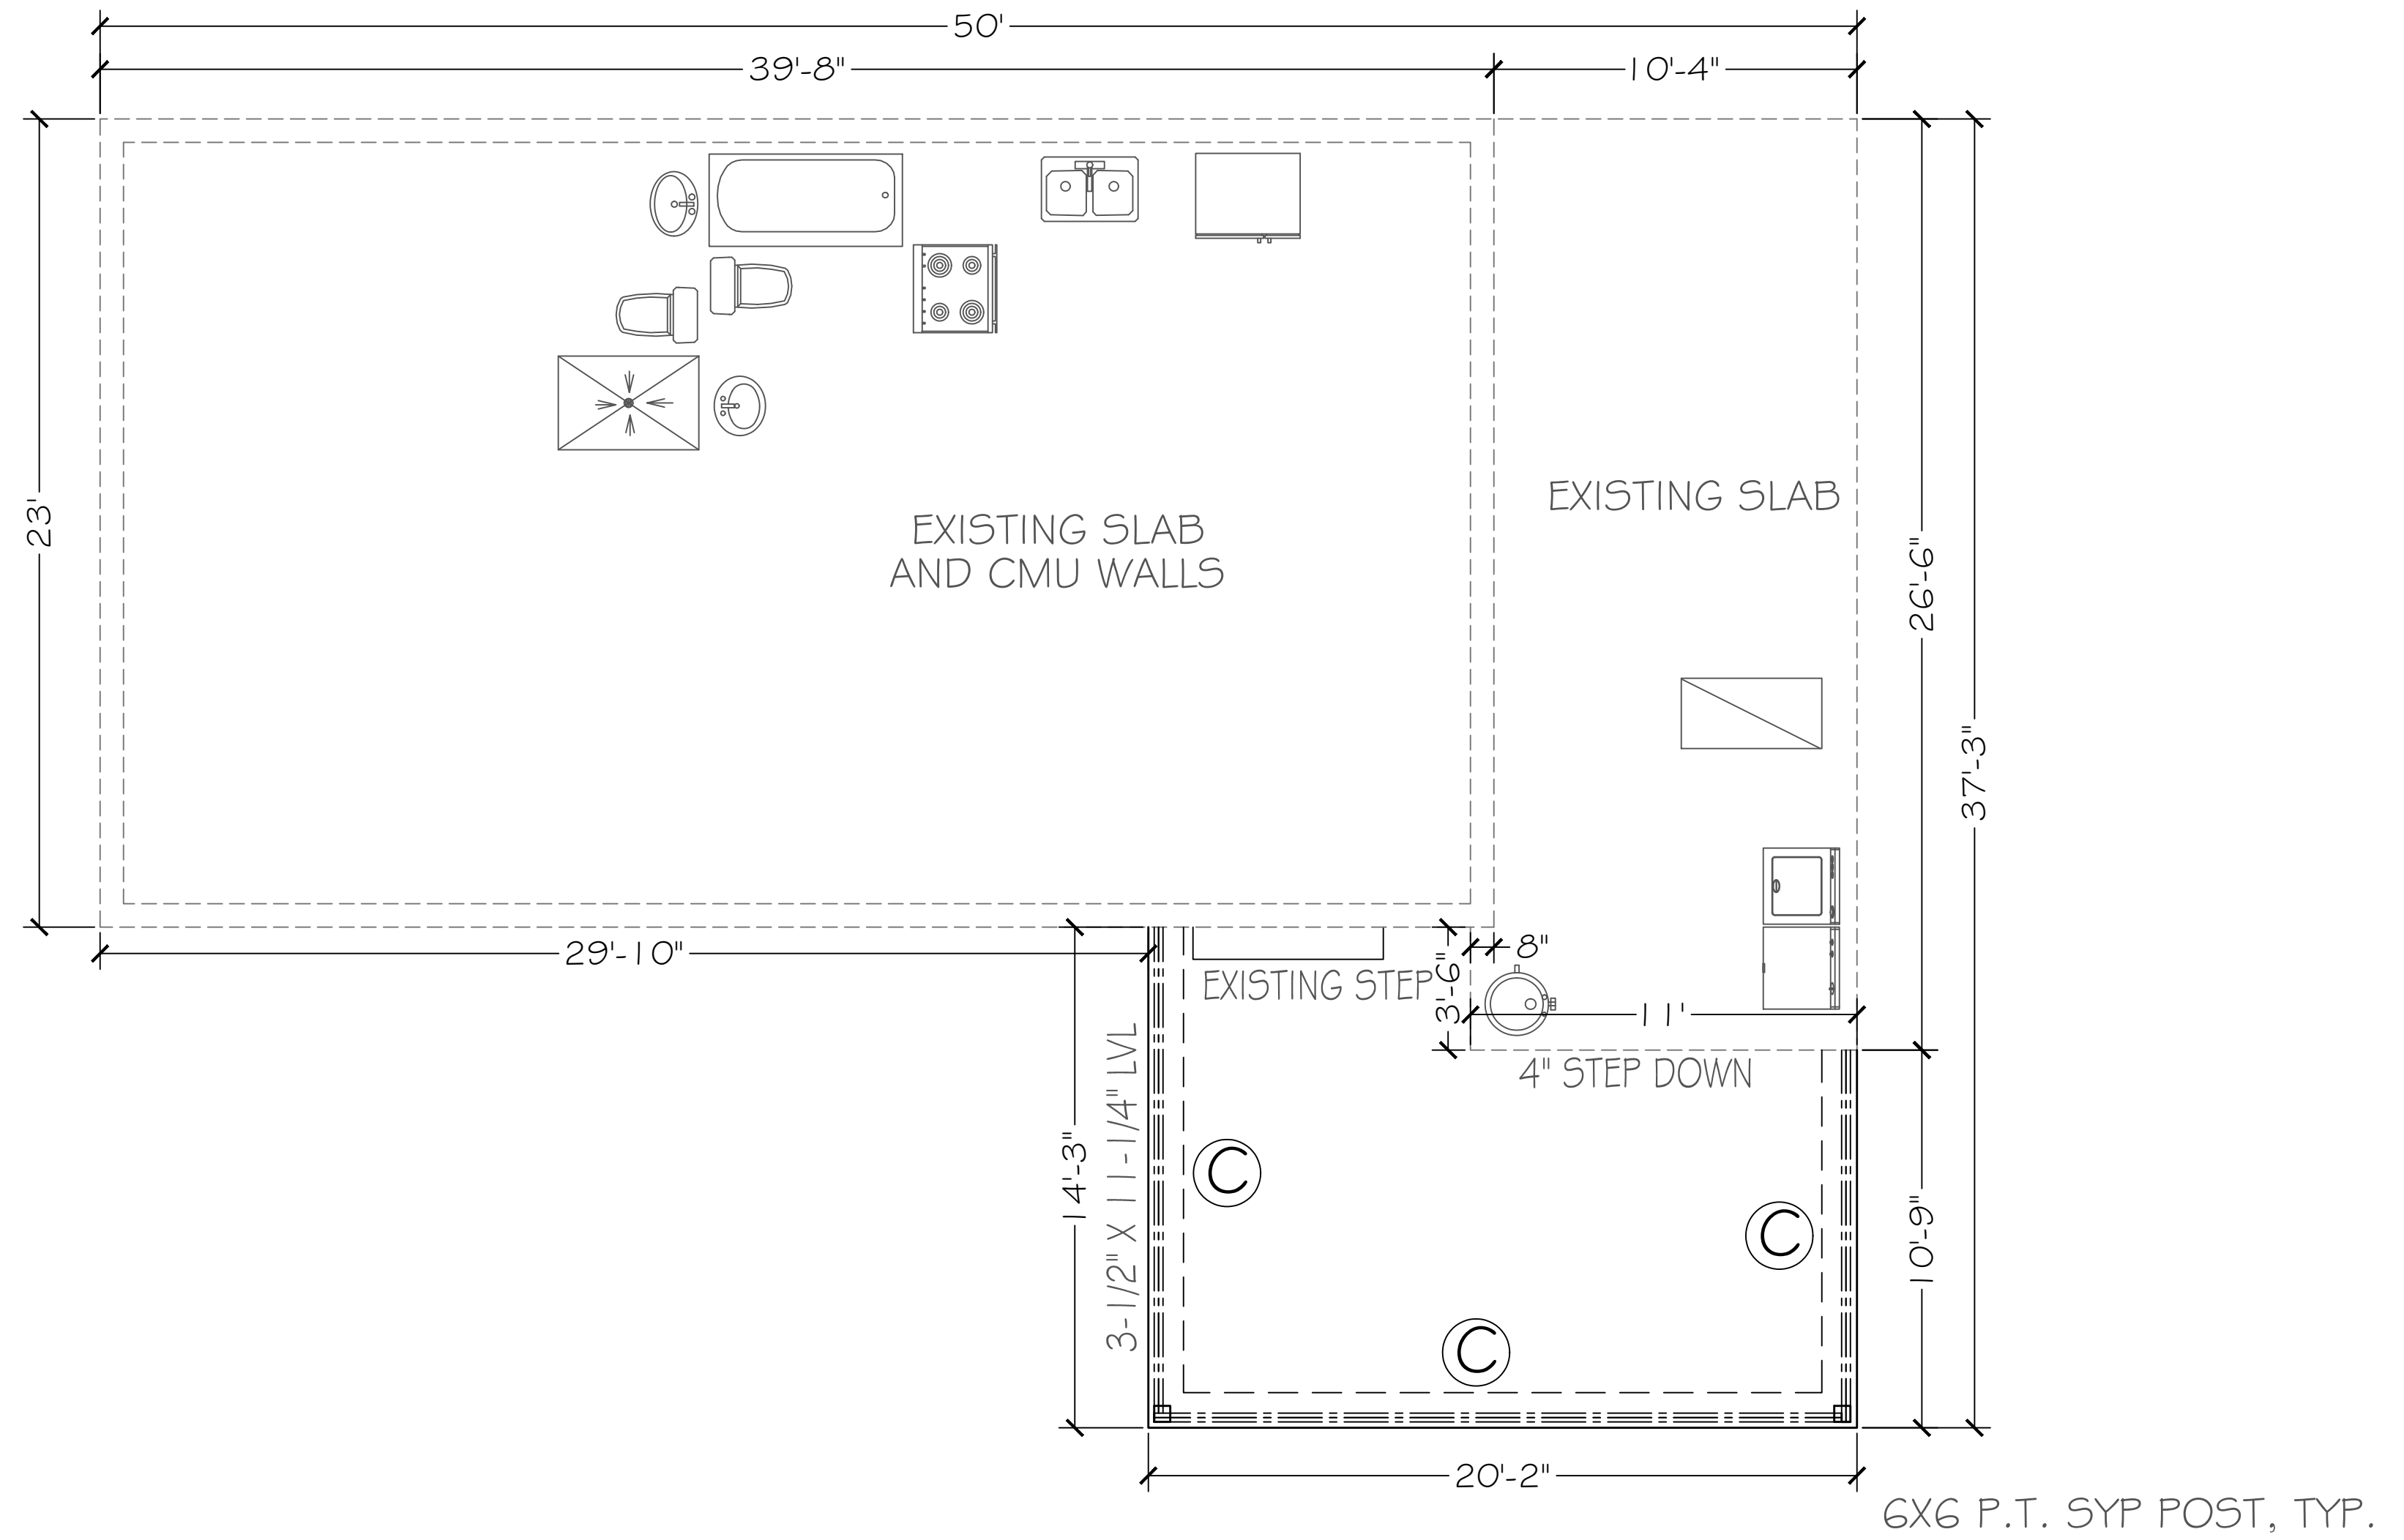 50'
39'-8"
10'-4"
23'
EXISTING SLAB
EXISTING SLAB
AND CMU WALLS
26'-6"
37'-3"
29'-10"
8"
EXISTING STEP
3'-6"
11'
4" STEP DOWN
3-1/2" X 11-1/4" LVL
14'-3"
C
C
C
10'-9"
20'-2"
6X6 P.T. SYP POST, TYP.